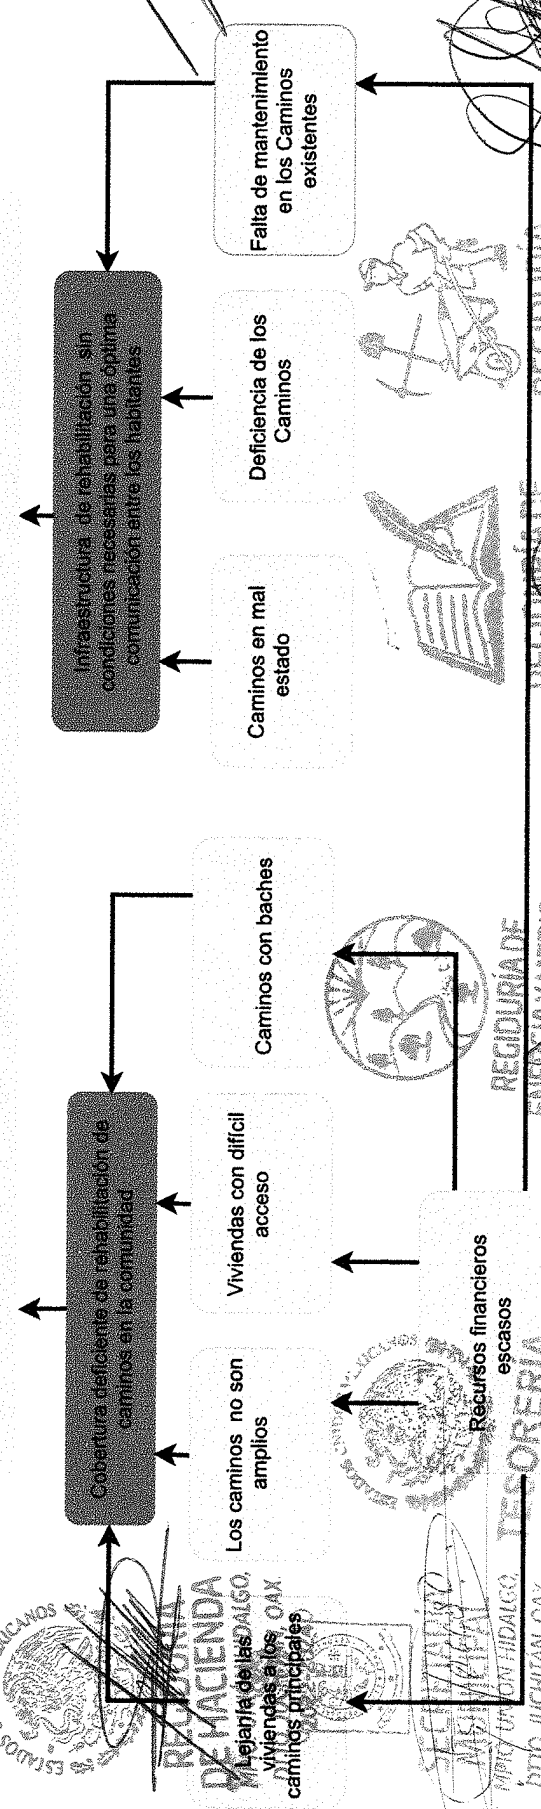 Cobertura deficiente de rehabilitación de
caminos en la comunidad
Infraestructura de rehabilitación sin
condiciones necesarias para una óptima
comunicación entre los habitantes
Lejanía de las
viviendas a los
caminos principales
Los caminos no son
amplios
Viviendas con difícil
acceso
Caminos con baches
Caminos en mal
estado
Deficiencia de los
Caminos
Falta de mantenimiento
en los Caminos
existentes
Recursos financieros
escasos
DE HACIENDA
TESORERÍA
REGIDURÍA DE
UNIÓN HIDALGO,